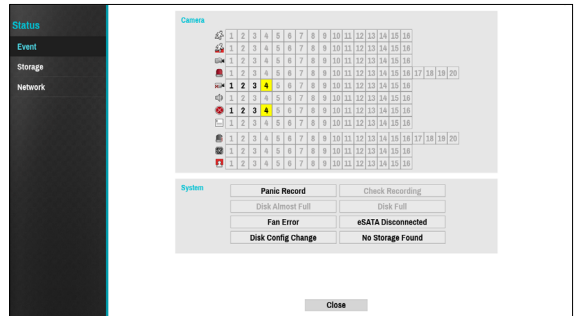 Status
Event
Storage
Network
Camera
1 2 3 4 5 6 7 8 9 10 11 12 13 14 15 16
1 2 3 4 5 6 7 8 9 10 11 12 13 14 15 16
1 2 3 4 5 6 7 8 9 10 11 12 13 14 15 16
1 2 3 4 5 6 7 8 9 10 11 12 13 14 15 16 17 18 19 20
1 2 3 4 5 6 7 8 9 10 11 12 13 14 15 16
1 2 3 4 5 6 7 8 9 10 11 12 13 14 15 16
1 2 3 4 5 6 7 8 9 10 11 12 13 14 15 16
1 2 3 4 5 6 7 8 9 10 11 12 13 14 15 16
1 2 3 4 5 6 7 8 9 10 11 12 13 14 15 16 17 18 19 20
1 2 3 4 5 6 7 8 9 10 11 12 13 14 15 16
1 2 3 4 5 6 7 8 9 10 11 12 13 14 15 16
System
Panic Record Check Recording
Disk Almost Full Disk Full
Fan Error eSATA Disconnected
Disk Config Change No Storage Found
Close